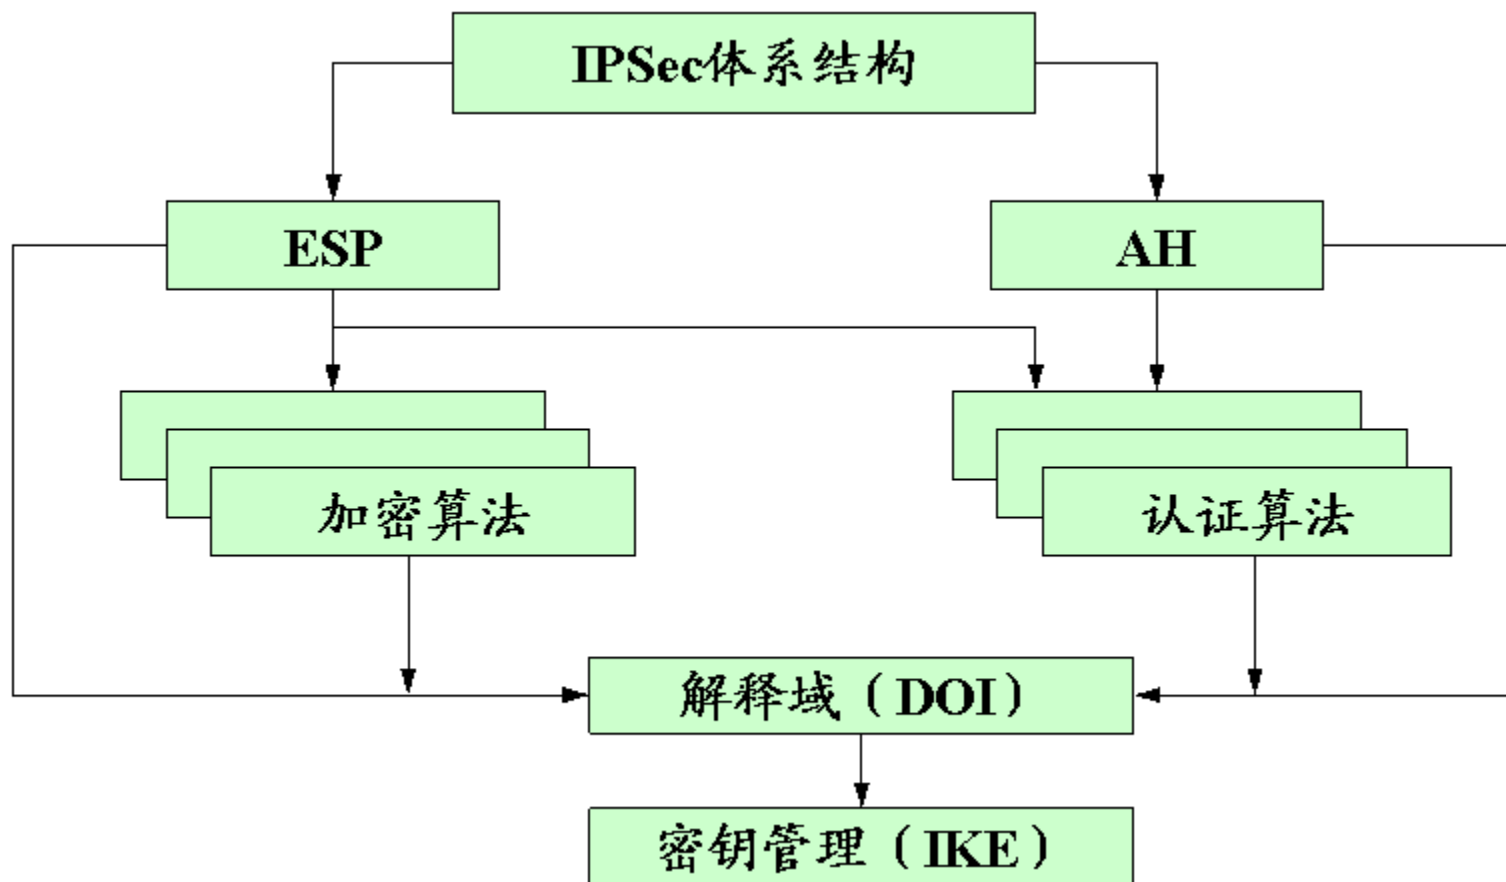 IPSec体系结构
ESP
AH
加密算法
认证算法
解释域（DOI）
密钥管理（IKE）